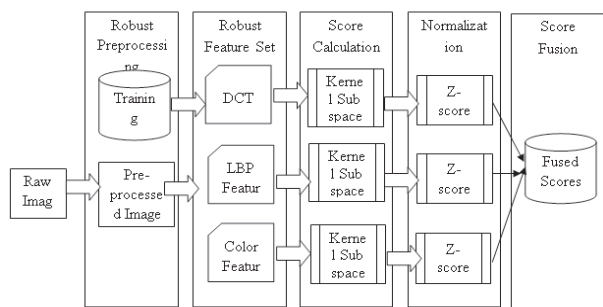 Robust
Preprocessi
ng
Training
g
Raw
Imag
Pre-
processe
d Image
Robust
Feature Set
DCT
LBP
Featur
Color
Featur
Score
Calculation
Kerne
l Sub
space
Kerne
l Sub
space
Kerne
l Sub
space
Normalizat
ion
Z-
score
Z-
score
Z-
score
Score
Fusion
Fused
Scores